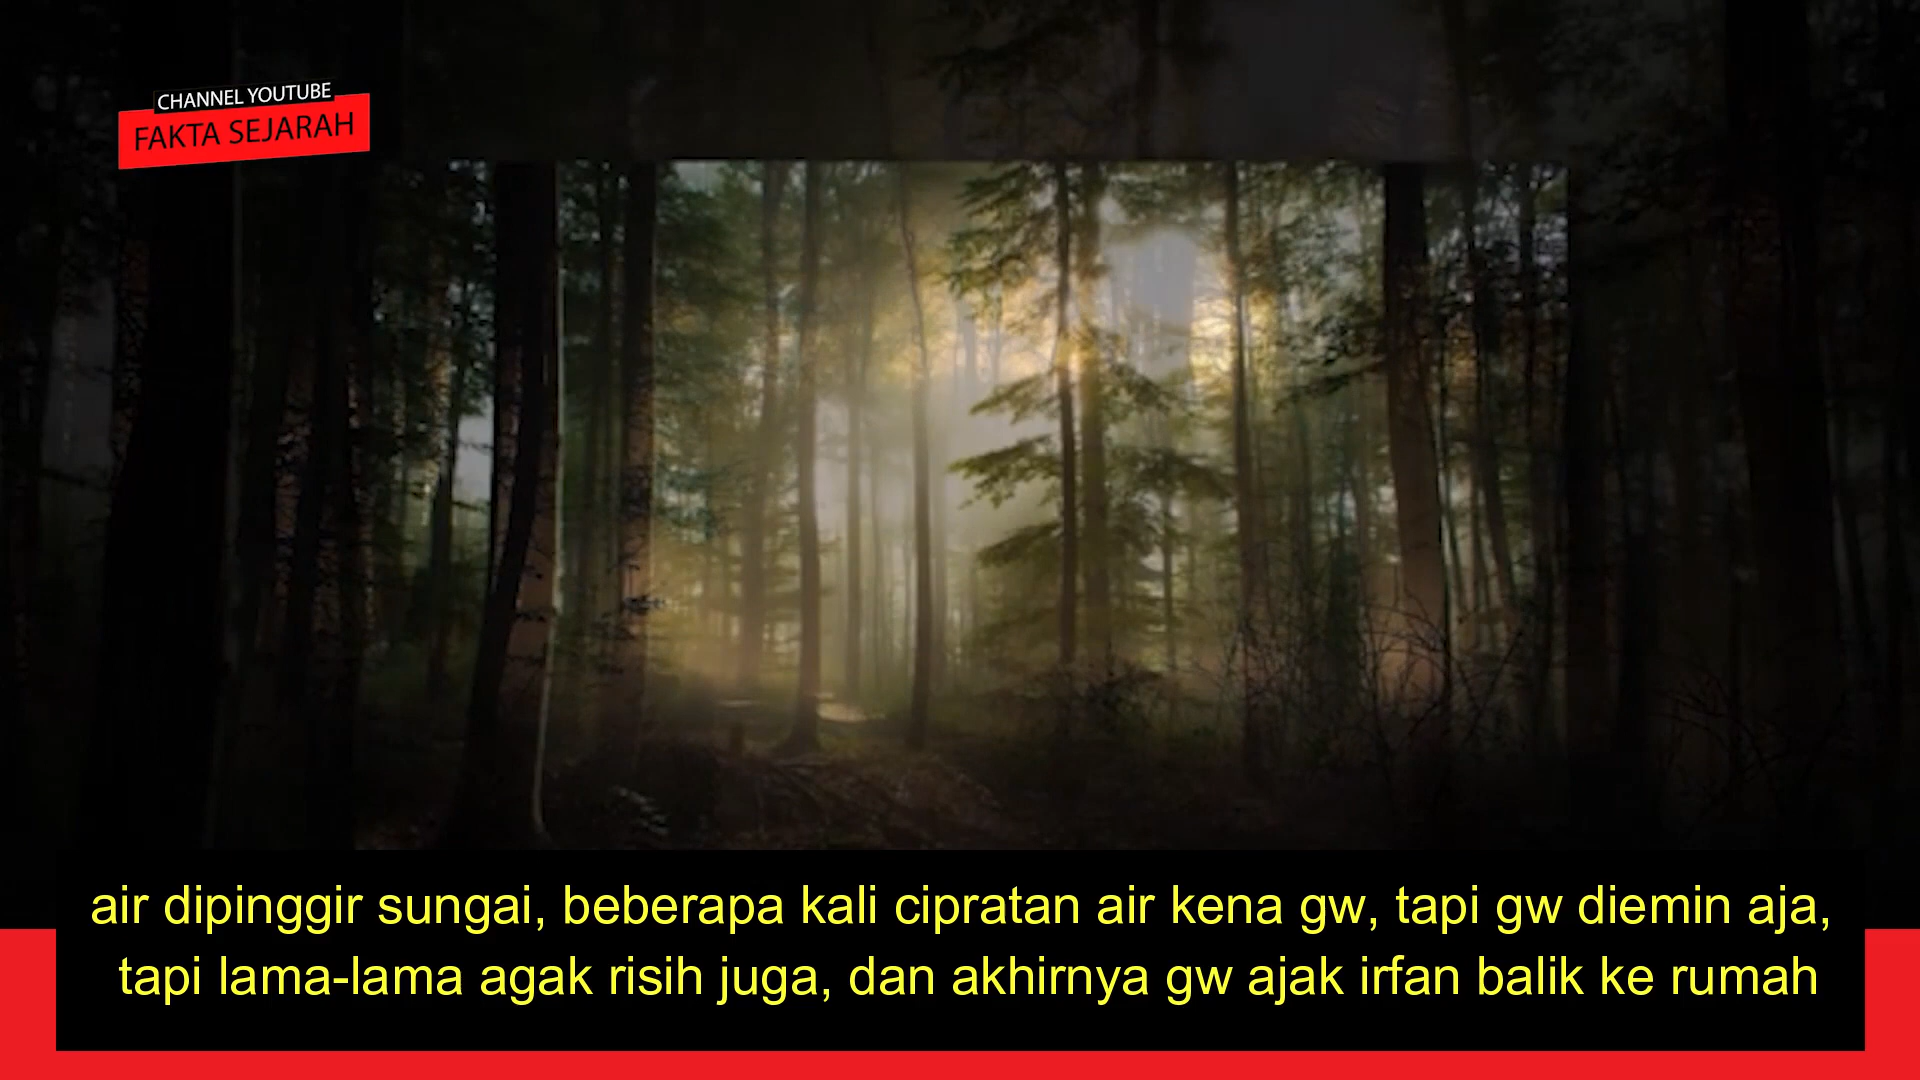 CHANNEL YOUTUBE
FAKTA SEJARAH
air dipinggir sungai, beberapa kali cipratan air kena gw, tapi gw diemin aja,
tapi lama-lama agak risih juga, dan akhirnya gw ajak irfan balik ke rumah